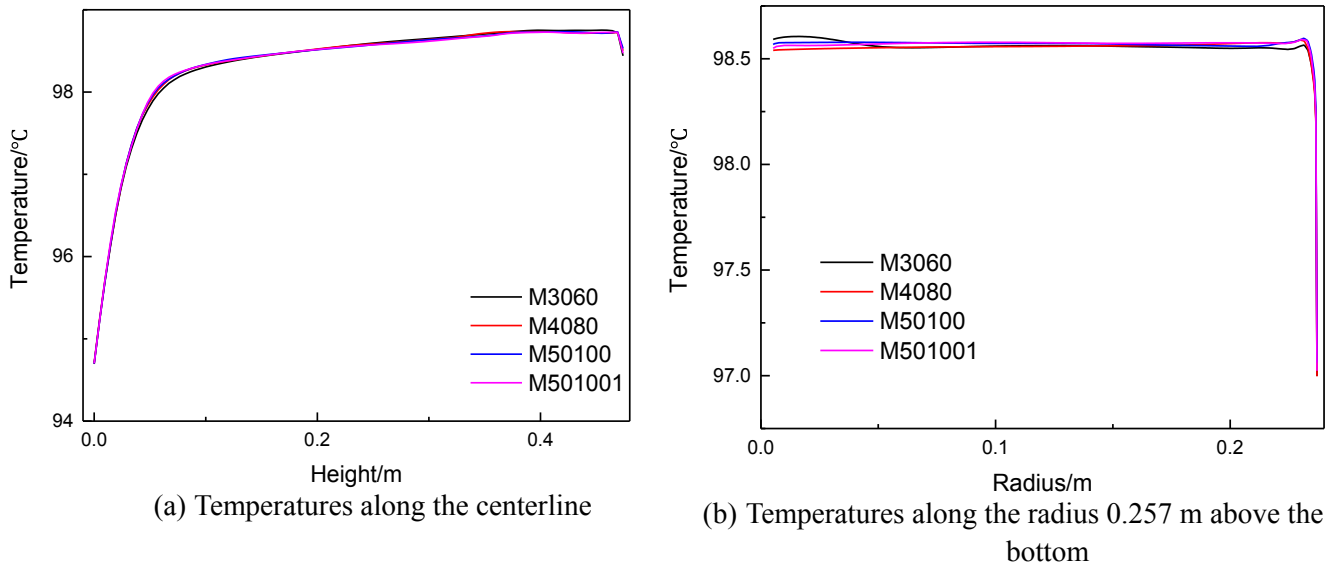 98
96
94
Temperature/°C
M3060
M4080
M50100
M501001
0.0
0.2
0.4
Height/m
(a) Temperatures along the centerline
98.5
98.0
97.5
97.0
Temperature/°C
M3060
M4080
M50100
M501001
0.0
0.1
0.2
Radius/m
(b) Temperatures along the radius 0.257 m above the
bottom